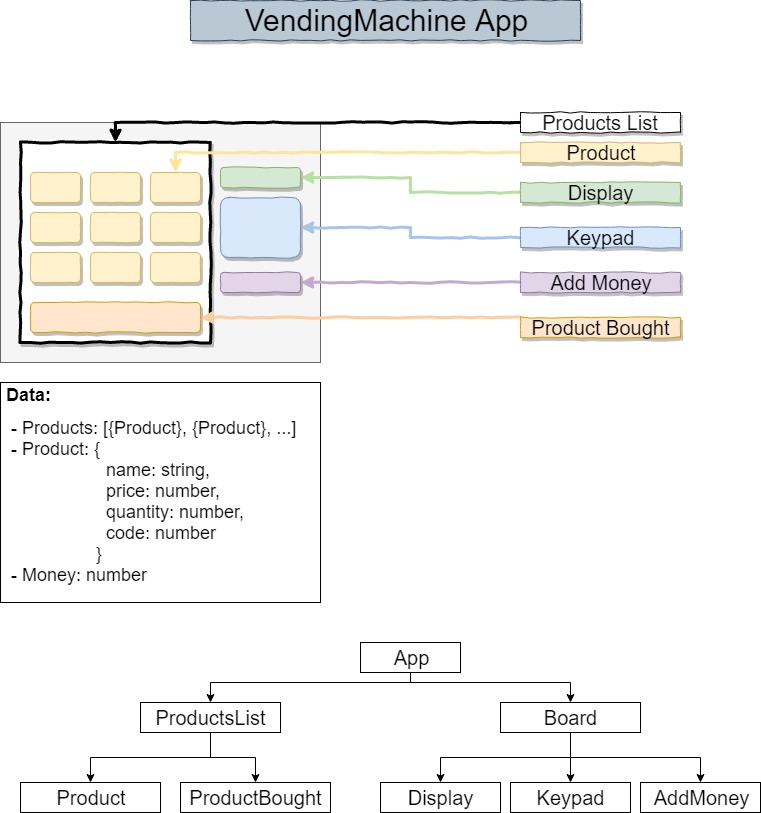 VendingMachine App
Products List
Product
Display
Keypad
Add Money
Product Bought
Data:
- Products: [{Product}, {Product}, ...]
- Product: {
name: string,
price: number,
quantity: number,
code: number
}
- Money: number
App
ProductsList
Board
Product
ProductBought
Display
Keypad
AddMoney